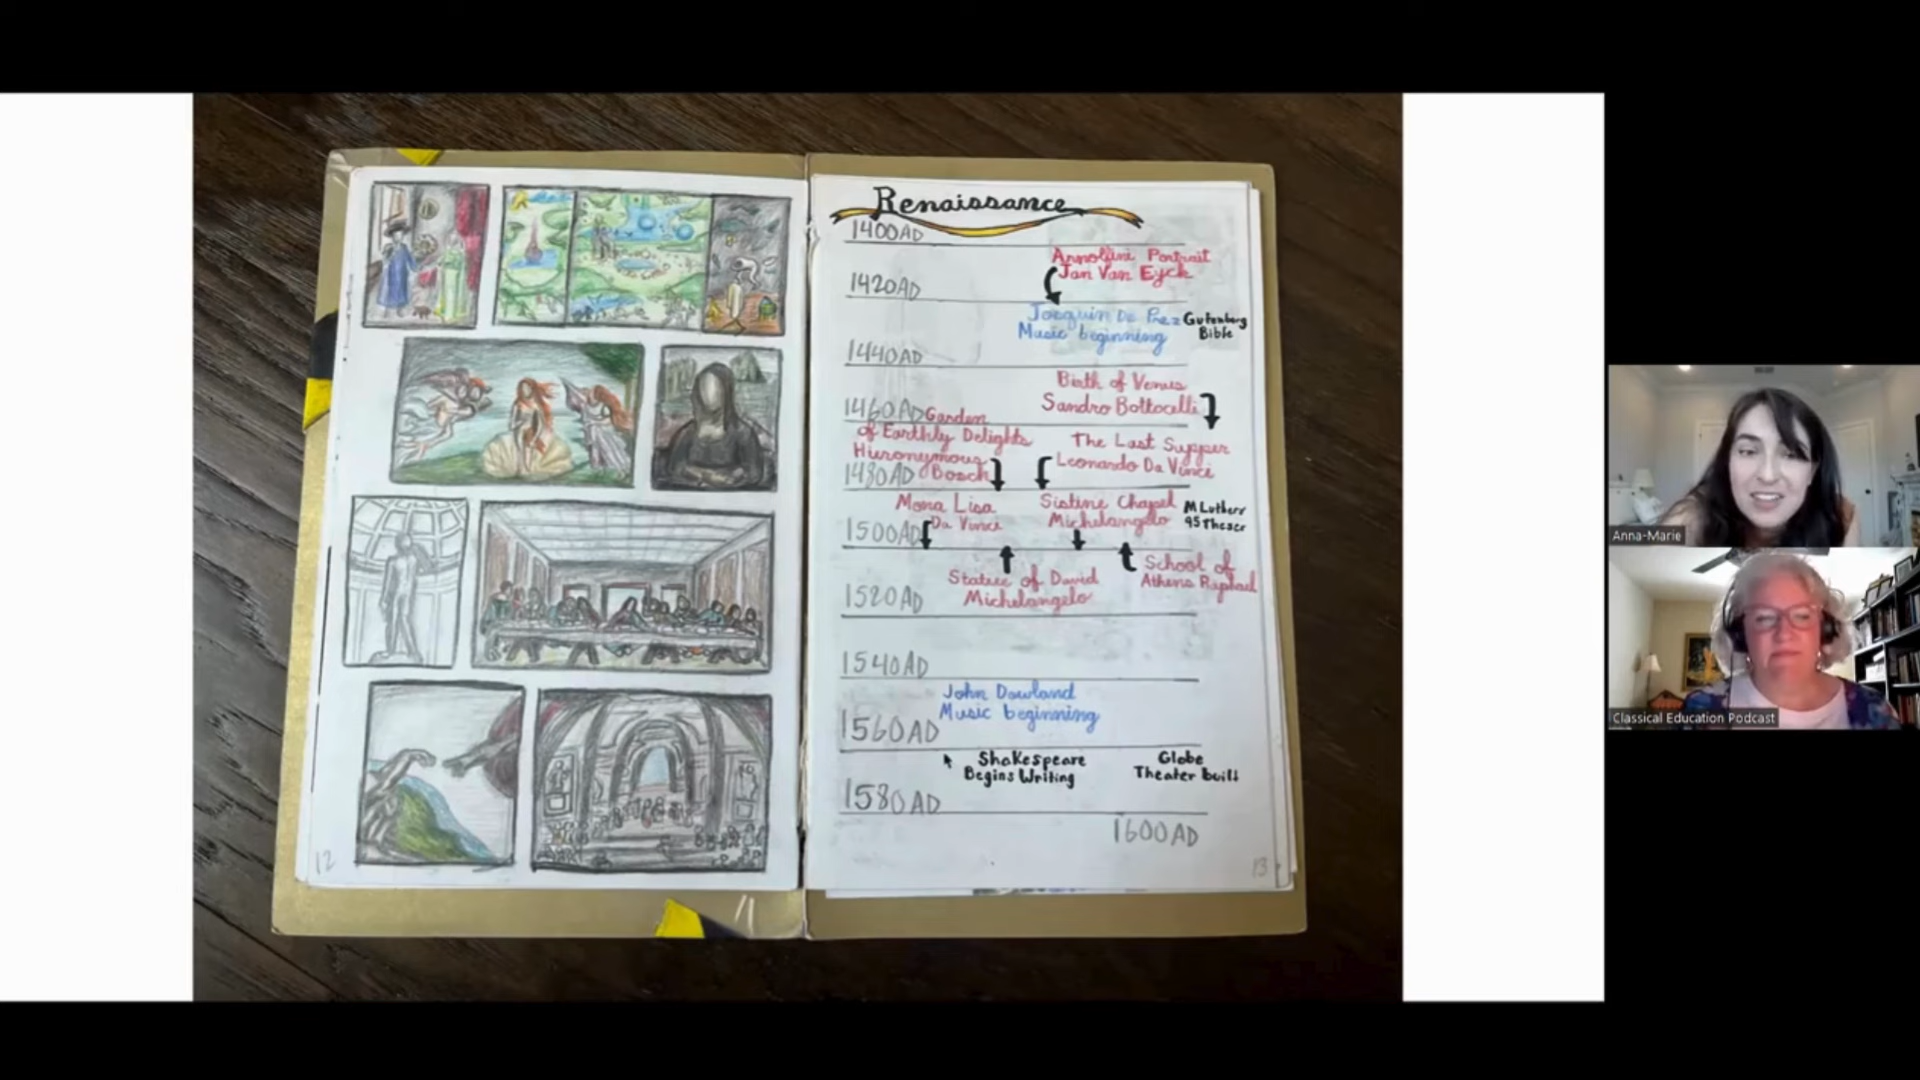 Renaissance
1400AD
Arnolfini Portrait
Jan Van Eyck
1420AD
Josquin De Prez
Music beginning
Gutenberg
Bible
1440AD
Birth of Venus
Sandro Bottocelli
1460AD
Garden
of Earthly Delights
Hieronymous
Bosch
The Last Supper
Leonardo Da Vinci
1480AD
Mona Lisa
Da Vinci
Sistine Chapel
Michelangelo
M Luthers
95 Theses
1500AD
Statue of David
Michelangelo
School of
Athens Raphael
1520AD
1540AD
John Dowland
Music beginning
1560AD
Shakespeare
Begins Writing
Globe
Theater built
1580AD
1600AD
12
13
Anna-Marie
Classical Education Podcast